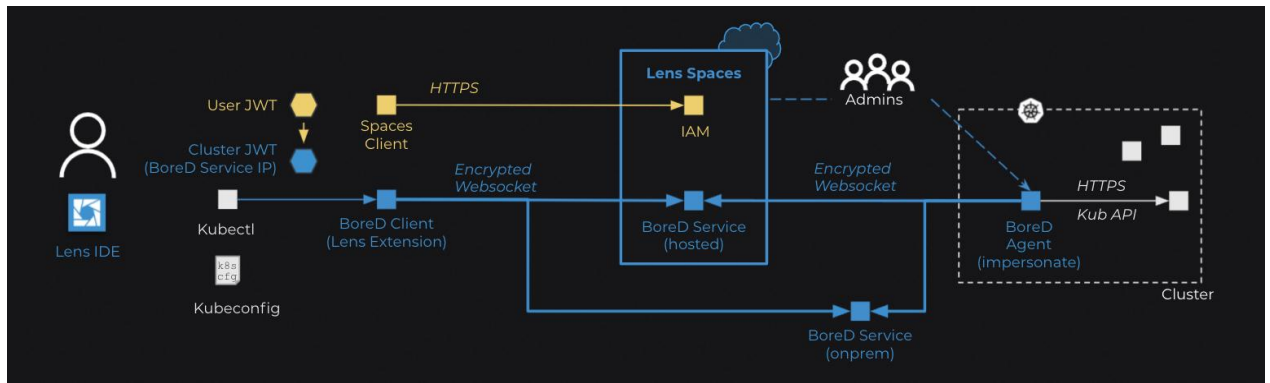 Lens IDE
User JWT
Cluster JWT
(BoreD Service IP)
Kubectl
k8s
cfg
Kubeconfig
HTTPS
Spaces
Client
Encrypted
Websocket
BoreD Client
(Lens Extension)
Lens Spaces
IAM
BoreD Service
(hosted)
Admins
Encrypted
Websocket
BoreD Service
(onprem)
HTTPS
Kub API
BoreD
Agent
(impersonate)
Cluster